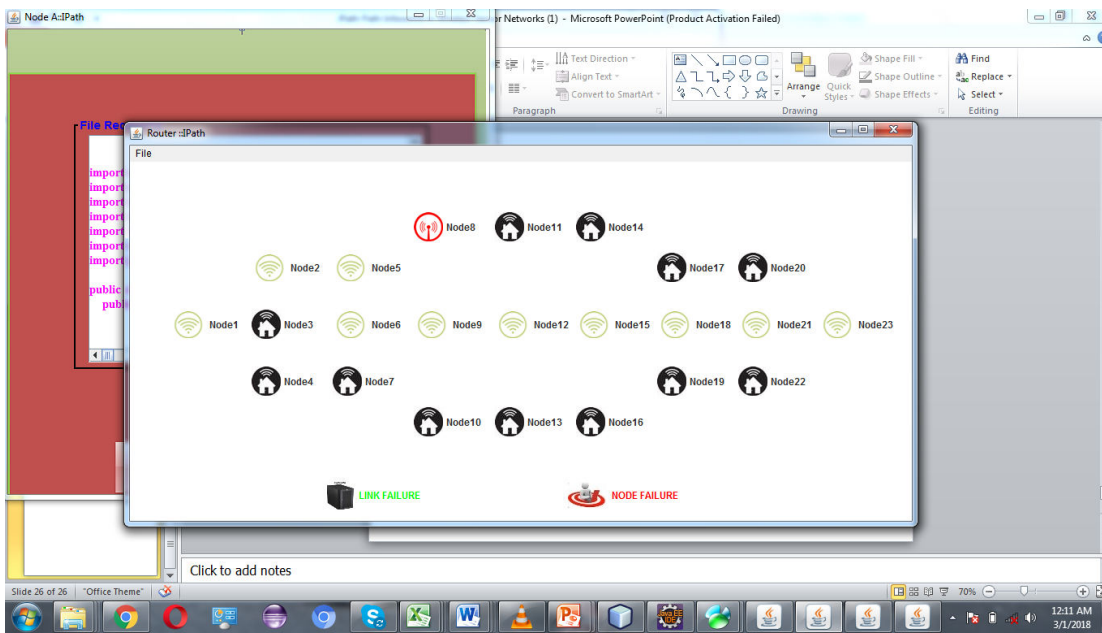 Node A::IPath
or Networks (1) - Microsoft PowerPoint (Product Activation Failed)
Text Direction
Align Text
Convert to SmartArt
Paragraph
Arrange
Quick
Styles
Drawing
Shape Fill
Shape Outline
Shape Effects
Find
Replace
Select
Editing
File Rec
import
import
import
import
import
import
import
public
pub
Router ::IPath
File
Node8 Node11 Node14
Node2 Node5 Node17 Node20
Node1 Node3 Node6 Node9 Node12 Node15 Node18 Node21 Node23
Node4 Node7 Node19 Node22
Node10 Node13 Node16
LINK FAILURE NODE FAILURE
Click to add notes
Slide 26 of 26 "Office Theme" 70%
12:11 AM
3/1/2018